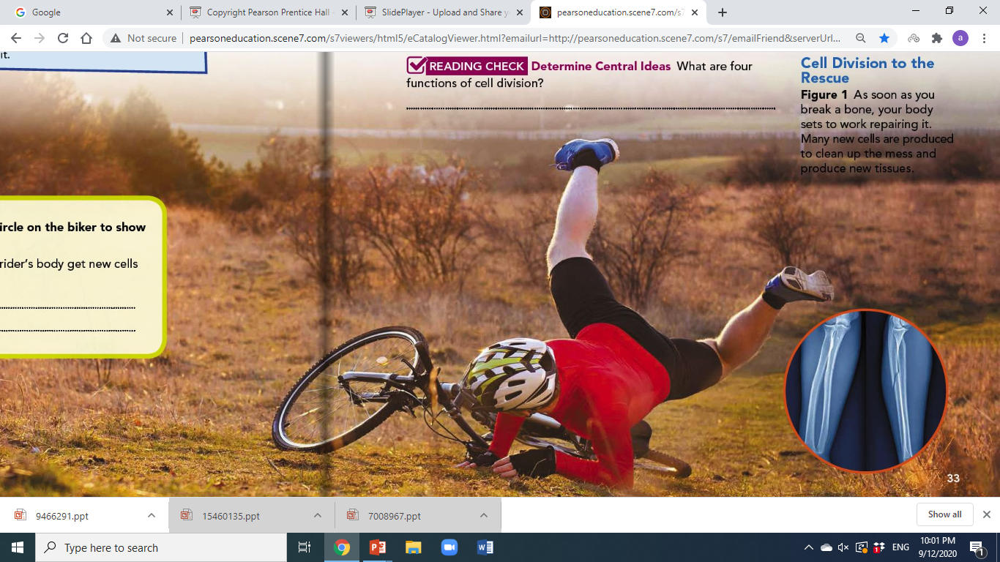 Google
Copyright Pearson Prentice Hall
SlidePlayer - Upload and Share y
pearsoneducation.scene7.com/s7
Not secure
pearsoneducation.scene7.com/s7viewers/html5/eCatalogViewer.html?emailurl=http://pearsoneducation.scene7.com/s7/emailFriend&serverUrl...
a
it.
READING CHECK Determine Central Ideas What are four
functions of cell division?
Cell Division to the
Rescue
Figure 1 As soon as you
break a bone, your body
sets to work repairing it.
Many new cells are produced
to clean up the mess and
produce new tissues.
ircle on the biker to show
rider's body get new cells
33
9466291.ppt
15460135.ppt
7008967.ppt
Show all
Type here to search
ENG
10:01 PM
9/12/2020
1